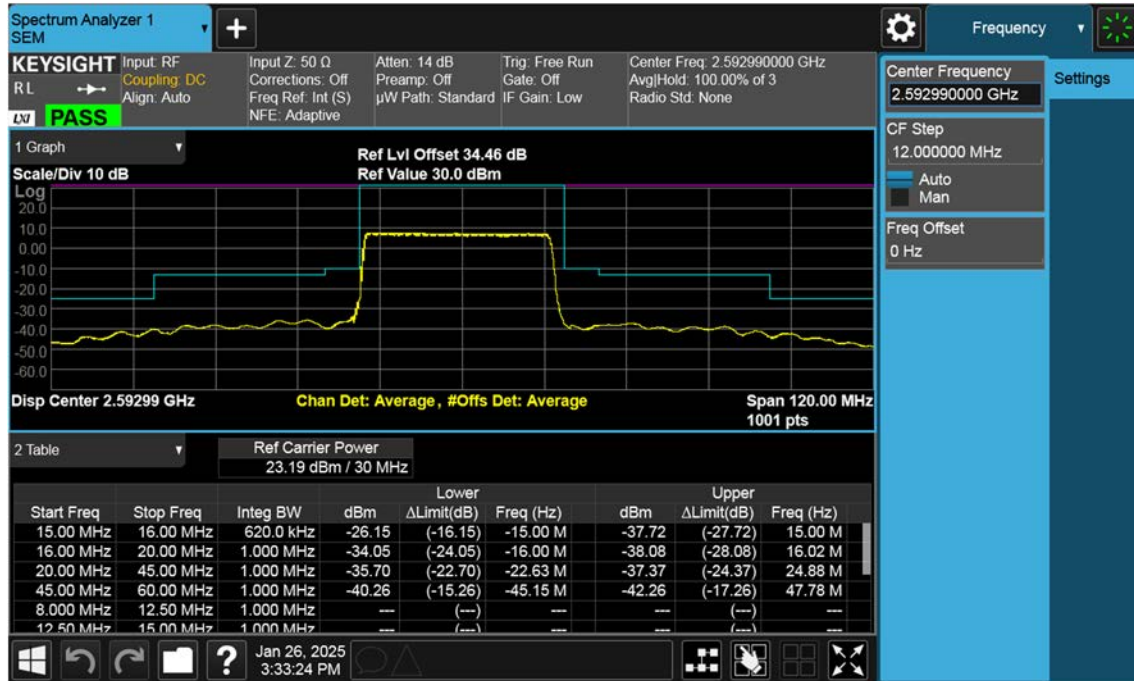 Spectrum Analyzer 1
SEM
Frequency
KEYSIGHT
R L
LXI PASS
Input: RF
Coupling: DC
Align: Auto
Input Z: 50 Ω
Corrections: Off
Freq Ref: Int (S)
NFE: Adaptive
Atten: 14 dB
Preamp: Off
µW Path: Standard
Trig: Free Run
Gate: Off
IF Gain: Low
Center Freq: 2.592990000 GHz
Avg|Hold: 100.00% of 3
Radio Std: None
Center Frequency
2.592990000 GHz
Settings
CF Step
12.000000 MHz
Auto
Man
Freq Offset
0 Hz
1 Graph
Scale/Div 10 dB
Ref Lvl Offset 34.46 dB
Ref Value 30.0 dBm
Log
20.0
10.0
0.00
-10.0
-20.0
-30.0
-40.0
-50.0
-60.0
Disp Center 2.59299 GHz
Chan Det: Average , #Offs Det: Average
Span 120.00 MHz
1001 pts
2 Table
Ref Carrier Power
23.19 dBm / 30 MHz
Lower Upper
Start Freq Stop Freq Integ BW dBm ΔLimit(dB) Freq (Hz) dBm ΔLimit(dB) Freq (Hz)
15.00 MHz 16.00 MHz 620.0 kHz -26.15 (-16.15) -15.00 M -37.72 (-27.72) 15.00 M
16.00 MHz 20.00 MHz 1.000 MHz -34.05 (-24.05) -16.00 M -38.08 (-28.08) 16.02 M
20.00 MHz 45.00 MHz 1.000 MHz -35.70 (-22.70) -22.63 M -37.37 (-24.37) 24.88 M
45.00 MHz 60.00 MHz 1.000 MHz -40.26 (-15.26) -45.15 M -42.26 (-17.26) 47.78 M
8.000 MHz 12.50 MHz 1.000 MHz --- (---) --- --- (---) ---
12.50 MHz 15.00 MHz 1.000 MHz --- (---) --- --- (---) ---
?
Jan 26, 2025
3:33:24 PM